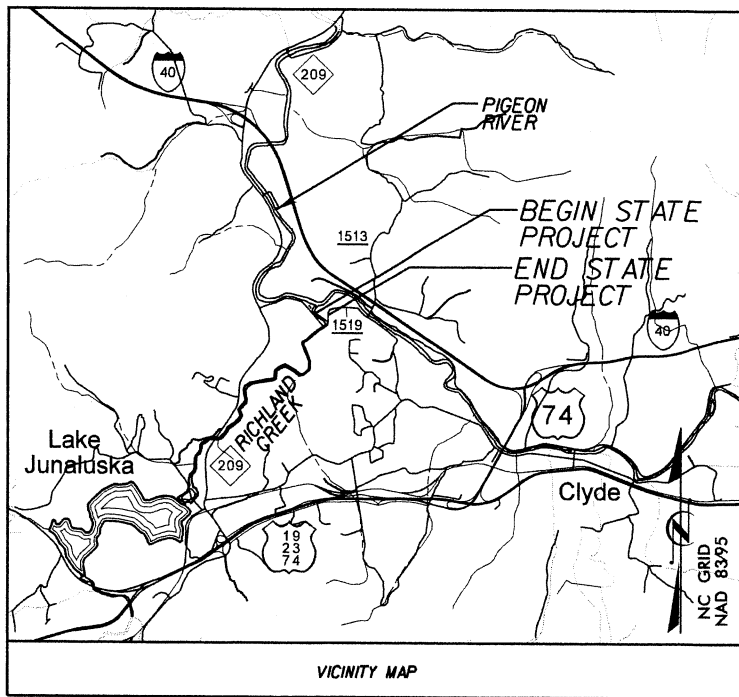 40
209
PIGEON
RIVER
BEGIN STATE
PROJECT
1513
END STATE
PROJECT
1519
40
74
RICHLAND
CREEK
Lake
Junaluska
209
Clyde
19
23
74
NC GRID
NAD 83/95
VICINITY MAP